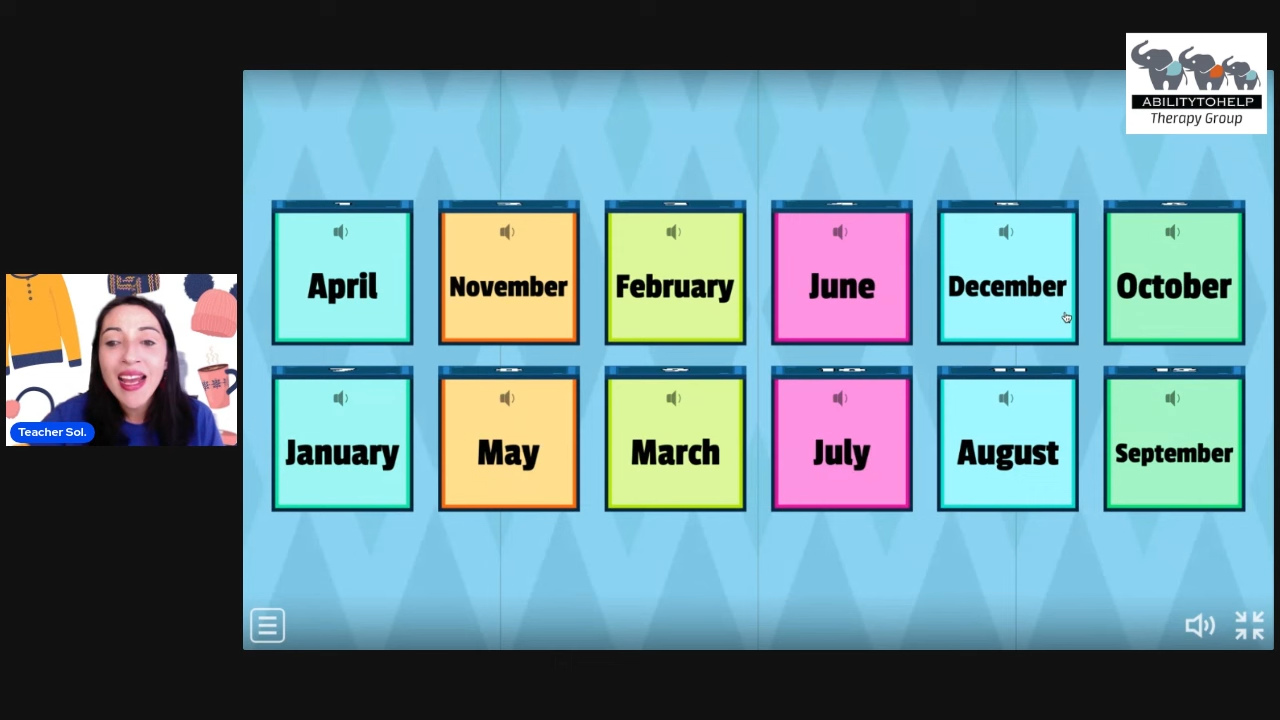 ABILITYTOHELP
Therapy Group
April
November
February
June
December
October
January
May
March
July
August
September
Teacher Sol.